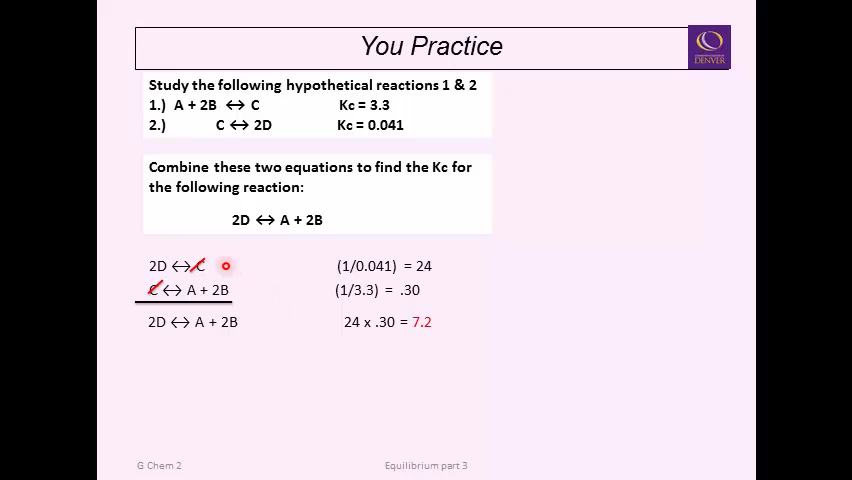 You Practice
DENVER
Study the following hypothetical reactions 1 & 2
1.) A + 2B ↔ C Kc = 3.3
2.) C ↔ 2D Kc = 0.041
Combine these two equations to find the Kc for
the following reaction:
2D ↔ A + 2B
2D ↔ C (1/0.041) = 24
C ↔ A + 2B (1/3.3) = .30
2D ↔ A + 2B 24 x .30 = 7.2
G Chem 2 Equilibrium part 3